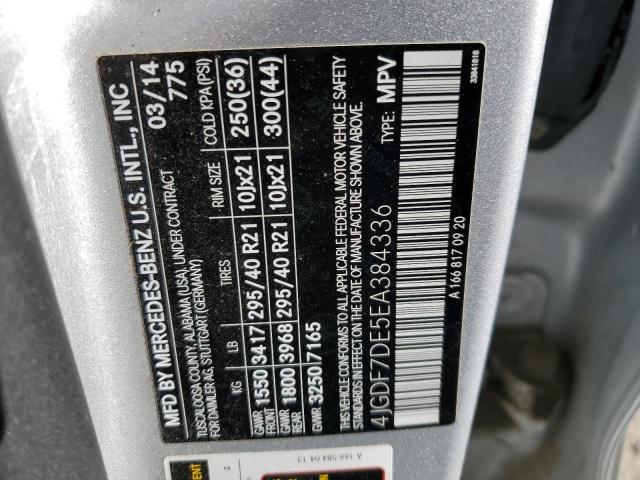 MFD BY MERCEDES-BENZ U.S. INTL., INC 03/14
TUSCALOOSA COUNTY, ALABAMA (USA), UNDER CONTRACT 775
FOR DAIMLER AG, STUTTGART (GERMANY)
KG LB TIRES RIM SIZE COLD KPA (PSI)
GAWR FRONT 1550 3417 295/40 R21 10Jx21 250(36)
GAWR REAR 1800 3968 295/40 R21 10Jx21 300(44)
GVWR 3250 7165
THIS VEHICLE CONFORMS TO ALL APPLICABLE FEDERAL MOTOR VEHICLE SAFETY
STANDARDS IN EFFECT ON THE DATE OF MANUFACTURE SHOWN ABOVE.
4JGDF7DE5EA384336 TYPE: MPV
A 166 817 09 20
33841818
A 166 584 04 13
2